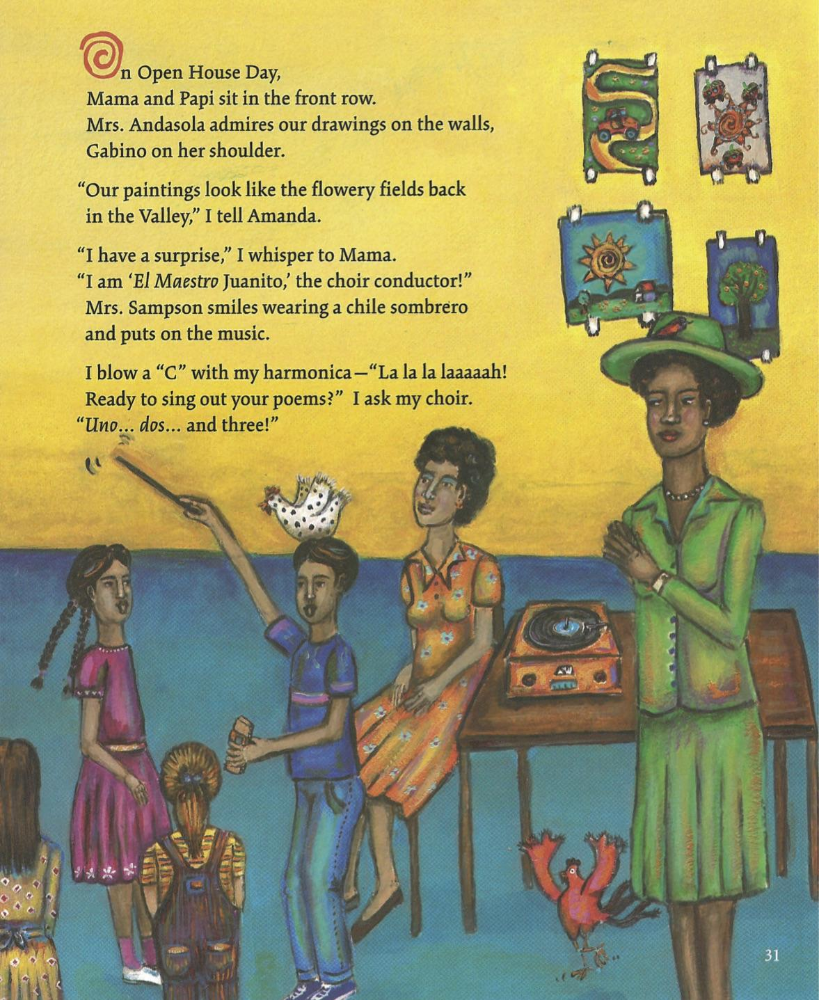 On Open House Day,
Mama and Papi sit in the front row.
Mrs. Andasola admires our drawings on the walls,
Gabino on her shoulder.
“Our paintings look like the flowery fields back
in the Valley,” I tell Amanda.
“I have a surprise,” I whisper to Mama.
“I am ‘El Maestro Juanito,’ the choir conductor!”
Mrs. Sampson smiles wearing a chile sombrero
and puts on the music.
I blow a “C” with my harmonica—“La la la laaaaah!
Ready to sing out your poems?” I ask my choir.
“Uno... dos... and three!”
31